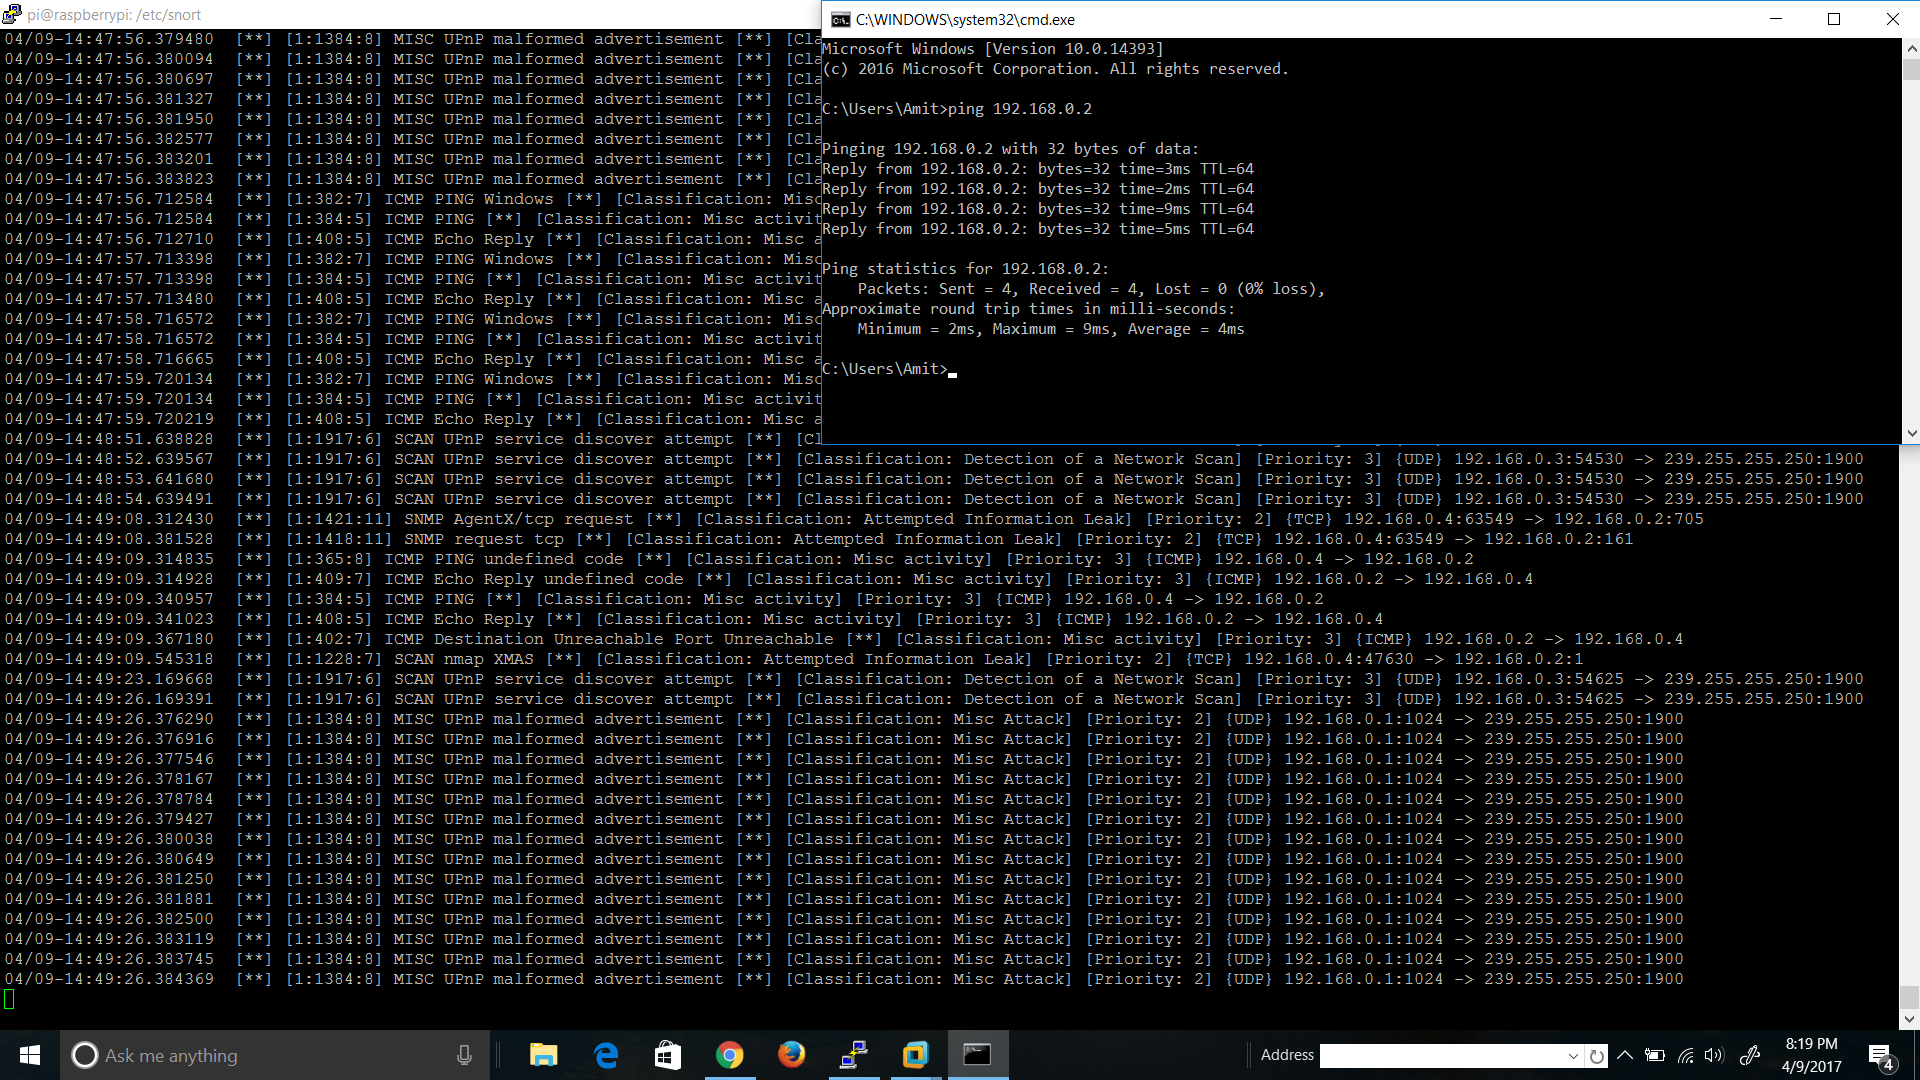 pi@raspberrypi: /etc/snort
04/09-14:47:56.379480  [**] [1:1384:8] MISC UPnP malformed advertisement [**] [Cla
04/09-14:47:56.380094  [**] [1:1384:8] MISC UPnP malformed advertisement [**] [Cla
04/09-14:47:56.380697  [**] [1:1384:8] MISC UPnP malformed advertisement [**] [Cla
04/09-14:47:56.381327  [**] [1:1384:8] MISC UPnP malformed advertisement [**] [Cla
04/09-14:47:56.381950  [**] [1:1384:8] MISC UPnP malformed advertisement [**] [Cla
04/09-14:47:56.382577  [**] [1:1384:8] MISC UPnP malformed advertisement [**] [Cla
04/09-14:47:56.383201  [**] [1:1384:8] MISC UPnP malformed advertisement [**] [Cla
04/09-14:47:56.383823  [**] [1:1384:8] MISC UPnP malformed advertisement [**] [Cla
04/09-14:47:56.712584  [**] [1:382:7] ICMP PING Windows [**] [Classification: Misc
04/09-14:47:56.712584  [**] [1:384:5] ICMP PING [**] [Classification: Misc activit
04/09-14:47:56.712710  [**] [1:408:5] ICMP Echo Reply [**] [Classification: Misc a
04/09-14:47:57.713398  [**] [1:382:7] ICMP PING Windows [**] [Classification: Misc
04/09-14:47:57.713398  [**] [1:384:5] ICMP PING [**] [Classification: Misc activit
04/09-14:47:57.713480  [**] [1:408:5] ICMP Echo Reply [**] [Classification: Misc a
04/09-14:47:58.716572  [**] [1:382:7] ICMP PING Windows [**] [Classification: Misc
04/09-14:47:58.716572  [**] [1:384:5] ICMP PING [**] [Classification: Misc activit
04/09-14:47:58.716665  [**] [1:408:5] ICMP Echo Reply [**] [Classification: Misc a
04/09-14:47:59.720134  [**] [1:382:7] ICMP PING Windows [**] [Classification: Misc
04/09-14:47:59.720134  [**] [1:384:5] ICMP PING [**] [Classification: Misc activit
04/09-14:47:59.720219  [**] [1:408:5] ICMP Echo Reply [**] [Classification: Misc a
04/09-14:48:51.638828  [**] [1:1917:6] SCAN UPnP service discover attempt [**] [Cl
04/09-14:48:52.639567  [**] [1:1917:6] SCAN UPnP service discover attempt [**] [Classification: Detection of a Network Scan] [Priority: 3] {UDP} 192.168.0.3:54530 -> 239.255.255.250:1900
04/09-14:48:53.641680  [**] [1:1917:6] SCAN UPnP service discover attempt [**] [Classification: Detection of a Network Scan] [Priority: 3] {UDP} 192.168.0.3:54530 -> 239.255.255.250:1900
04/09-14:48:54.639491  [**] [1:1917:6] SCAN UPnP service discover attempt [**] [Classification: Detection of a Network Scan] [Priority: 3] {UDP} 192.168.0.3:54530 -> 239.255.255.250:1900
04/09-14:49:08.312430  [**] [1:1421:11] SNMP AgentX/tcp request [**] [Classification: Attempted Information Leak] [Priority: 2] {TCP} 192.168.0.4:63549 -> 192.168.0.2:705
04/09-14:49:08.381528  [**] [1:1418:11] SNMP request tcp [**] [Classification: Attempted Information Leak] [Priority: 2] {TCP} 192.168.0.4:63549 -> 192.168.0.2:161
04/09-14:49:09.314835  [**] [1:365:8] ICMP PING undefined code [**] [Classification: Misc activity] [Priority: 3] {ICMP} 192.168.0.4 -> 192.168.0.2
04/09-14:49:09.314928  [**] [1:409:7] ICMP Echo Reply undefined code [**] [Classification: Misc activity] [Priority: 3] {ICMP} 192.168.0.2 -> 192.168.0.4
04/09-14:49:09.340957  [**] [1:384:5] ICMP PING [**] [Classification: Misc activity] [Priority: 3] {ICMP} 192.168.0.4 -> 192.168.0.2
04/09-14:49:09.341023  [**] [1:408:5] ICMP Echo Reply [**] [Classification: Misc activity] [Priority: 3] {ICMP} 192.168.0.2 -> 192.168.0.4
04/09-14:49:09.367180  [**] [1:402:7] ICMP Destination Unreachable Port Unreachable [**] [Classification: Misc activity] [Priority: 3] {ICMP} 192.168.0.2 -> 192.168.0.4
04/09-14:49:09.545318  [**] [1:1228:7] SCAN nmap XMAS [**] [Classification: Attempted Information Leak] [Priority: 2] {TCP} 192.168.0.4:47630 -> 192.168.0.2:1
04/09-14:49:23.169668  [**] [1:1917:6] SCAN UPnP service discover attempt [**] [Classification: Detection of a Network Scan] [Priority: 3] {UDP} 192.168.0.3:54625 -> 239.255.255.250:1900
04/09-14:49:26.169391  [**] [1:1917:6] SCAN UPnP service discover attempt [**] [Classification: Detection of a Network Scan] [Priority: 3] {UDP} 192.168.0.3:54625 -> 239.255.255.250:1900
04/09-14:49:26.376290  [**] [1:1384:8] MISC UPnP malformed advertisement [**] [Classification: Misc Attack] [Priority: 2] {UDP} 192.168.0.1:1024 -> 239.255.255.250:1900
04/09-14:49:26.376916  [**] [1:1384:8] MISC UPnP malformed advertisement [**] [Classification: Misc Attack] [Priority: 2] {UDP} 192.168.0.1:1024 -> 239.255.255.250:1900
04/09-14:49:26.377546  [**] [1:1384:8] MISC UPnP malformed advertisement [**] [Classification: Misc Attack] [Priority: 2] {UDP} 192.168.0.1:1024 -> 239.255.255.250:1900
04/09-14:49:26.378167  [**] [1:1384:8] MISC UPnP malformed advertisement [**] [Classification: Misc Attack] [Priority: 2] {UDP} 192.168.0.1:1024 -> 239.255.255.250:1900
04/09-14:49:26.378784  [**] [1:1384:8] MISC UPnP malformed advertisement [**] [Classification: Misc Attack] [Priority: 2] {UDP} 192.168.0.1:1024 -> 239.255.255.250:1900
04/09-14:49:26.379427  [**] [1:1384:8] MISC UPnP malformed advertisement [**] [Classification: Misc Attack] [Priority: 2] {UDP} 192.168.0.1:1024 -> 239.255.255.250:1900
04/09-14:49:26.380038  [**] [1:1384:8] MISC UPnP malformed advertisement [**] [Classification: Misc Attack] [Priority: 2] {UDP} 192.168.0.1:1024 -> 239.255.255.250:1900
04/09-14:49:26.380649  [**] [1:1384:8] MISC UPnP malformed advertisement [**] [Classification: Misc Attack] [Priority: 2] {UDP} 192.168.0.1:1024 -> 239.255.255.250:1900
04/09-14:49:26.381250  [**] [1:1384:8] MISC UPnP malformed advertisement [**] [Classification: Misc Attack] [Priority: 2] {UDP} 192.168.0.1:1024 -> 239.255.255.250:1900
04/09-14:49:26.381881  [**] [1:1384:8] MISC UPnP malformed advertisement [**] [Classification: Misc Attack] [Priority: 2] {UDP} 192.168.0.1:1024 -> 239.255.255.250:1900
04/09-14:49:26.382500  [**] [1:1384:8] MISC UPnP malformed advertisement [**] [Classification: Misc Attack] [Priority: 2] {UDP} 192.168.0.1:1024 -> 239.255.255.250:1900
04/09-14:49:26.383119  [**] [1:1384:8] MISC UPnP malformed advertisement [**] [Classification: Misc Attack] [Priority: 2] {UDP} 192.168.0.1:1024 -> 239.255.255.250:1900
04/09-14:49:26.383745  [**] [1:1384:8] MISC UPnP malformed advertisement [**] [Classification: Misc Attack] [Priority: 2] {UDP} 192.168.0.1:1024 -> 239.255.255.250:1900
04/09-14:49:26.384369  [**] [1:1384:8] MISC UPnP malformed advertisement [**] [Classification: Misc Attack] [Priority: 2] {UDP} 192.168.0.1:1024 -> 239.255.255.250:1900
C:\WINDOWS\system32\cmd.exe
Microsoft Windows [Version 10.0.14393]
(c) 2016 Microsoft Corporation. All rights reserved.
C:\Users\Amit>ping 192.168.0.2
Pinging 192.168.0.2 with 32 bytes of data:
Reply from 192.168.0.2: bytes=32 time=3ms TTL=64
Reply from 192.168.0.2: bytes=32 time=2ms TTL=64
Reply from 192.168.0.2: bytes=32 time=9ms TTL=64
Reply from 192.168.0.2: bytes=32 time=5ms TTL=64
Ping statistics for 192.168.0.2:
    Packets: Sent = 4, Received = 4, Lost = 0 (0% loss),
Approximate round trip times in milli-seconds:
    Minimum = 2ms, Maximum = 9ms, Average = 4ms
C:\Users\Amit>
Ask me anything
Address
8:19 PM
4/9/2017
4